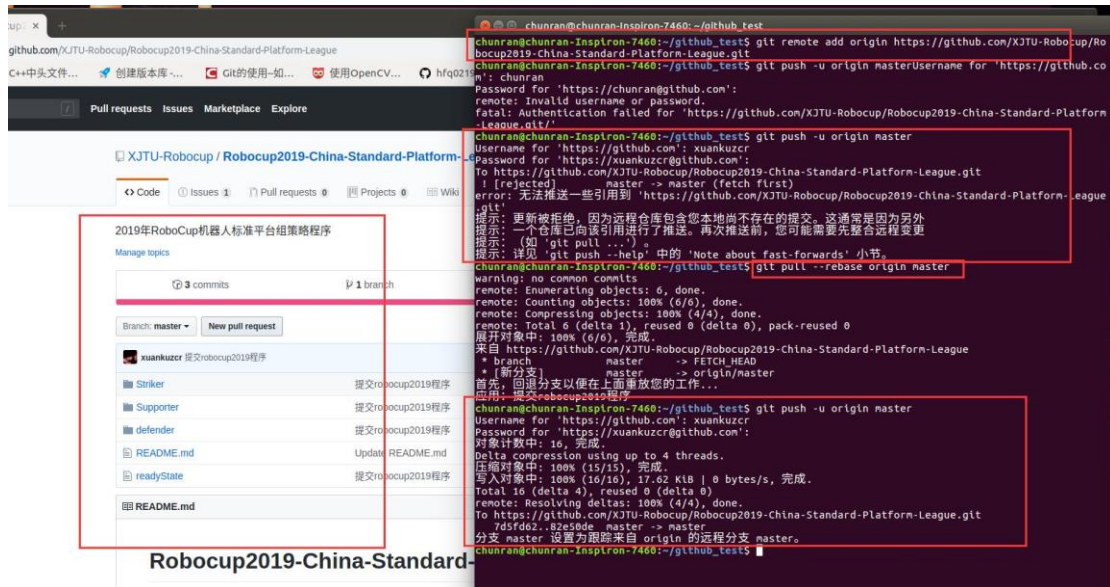 cup
github.com/XJTU-Robocup/Robocup2019-China-Standard-Platform-League
C++中头文件...
创建版本库-...
Git的使用--如...
使用OpenCV...
hfq0219
Pull requests Issues Marketplace Explore
XJTU-Robocup / Robocup2019-China-Standard-Platform-Le
Code
Issues 1
Pull requests 0
Projects 0
Wiki
2019年RoboCup机器人标准平台组策略程序
Manage topics
3 commits
1 branch
Branch: master
New pull request
xuankuzcr 提交robocup2019程序
Striker 提交robocup2019程序
Supporter 提交robocup2019程序
defender 提交robocup2019程序
README.md Update README.md
readyState 提交robocup2019程序
README.md
Robocup2019-China-Standard-
chunran@chunran-Inspiron-7460: ~/github_test
chunran@chunran-Inspiron-7460:~/github_test$ git remote add origin https://github.com/XJTU-Robocup/Ro
bocup2019-China-Standard-Platform-League.git
chunran@chunran-Inspiron-7460:~/github_test$ git push -u origin masterUsername for 'https://github.co
m': chunran
Password for 'https://chunran@github.com':
remote: Invalid username or password.
fatal: Authentication failed for 'https://github.com/XJTU-Robocup/Robocup2019-China-Standard-Platform
-League.git/'
chunran@chunran-Inspiron-7460:~/github_test$ git push -u origin master
Username for 'https://github.com': xuankuzcr
Password for 'https://xuankuzcr@github.com':
To https://github.com/XJTU-Robocup/Robocup2019-China-Standard-Platform-League.git
! [rejected] master -> master (fetch first)
error: 无法推送一些引用到 'https://github.com/XJTU-Robocup/Robocup2019-China-Standard-Platform-League
.git'
提示：更新被拒绝，因为远程仓库包含您本地尚不存在的提交。这通常是因为另外
提示：一个仓库已向该引用进行了推送。再次推送前，您可能需要先整合远程变更
提示：（如 'git pull ...'）。
提示：详见 'git push --help' 中的 'Note about fast-forwards' 小节。
chunran@chunran-Inspiron-7460:~/github_test$ git pull --rebase origin master
warning: no common commits
remote: Enumerating objects: 6, done.
remote: Counting objects: 100% (6/6), done.
remote: Compressing objects: 100% (4/4), done.
remote: Total 6 (delta 1), reused 0 (delta 0), pack-reused 0
展开对象中: 100% (6/6), 完成.
来自 https://github.com/XJTU-Robocup/Robocup2019-China-Standard-Platform-League
* branch master -> FETCH_HEAD
* [新分支] master -> origin/master
首先，回退分支以便在上面重放您的工作...
应用：提交robocup2019程序
chunran@chunran-Inspiron-7460:~/github_test$ git push -u origin master
Username for 'https://github.com': xuankuzcr
Password for 'https://xuankuzcr@github.com':
对象计数中: 16, 完成.
Delta compression using up to 4 threads.
压缩对象中: 100% (15/15), 完成.
写入对象中: 100% (16/16), 17.62 KiB | 0 bytes/s, 完成.
Total 16 (delta 4), reused 0 (delta 0)
remote: Resolving deltas: 100% (4/4), done.
To https://github.com/XJTU-Robocup/Robocup2019-China-Standard-Platform-League.git
7d5fd62..82e50de master -> master
分支 master 设置为跟踪来自 origin 的远程分支 master。
chunran@chunran-Inspiron-7460:~/github_test$